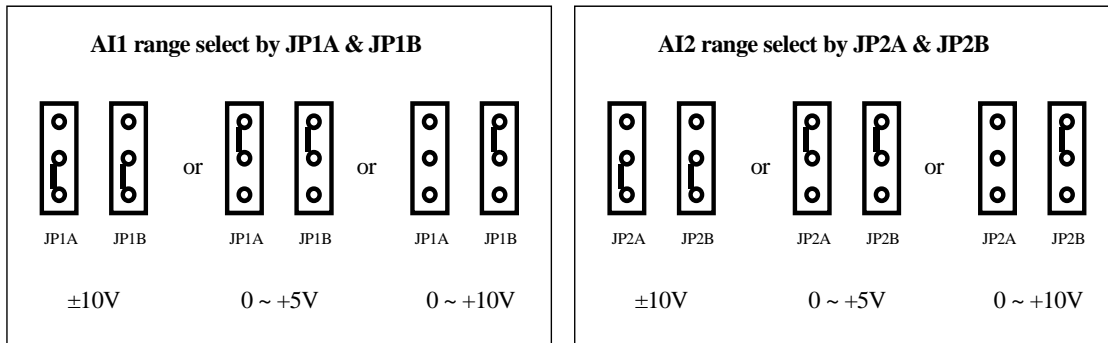 AI1 range select by JP1A & JP1B
or or
JP1A JP1B JP1A JP1B JP1A JP1B
±10V 0 ~ +5V 0 ~ +10V
AI2 range select by JP2A & JP2B
or or
JP2A JP2B JP2A JP2B JP2A JP2B
±10V 0 ~ +5V 0 ~ +10V